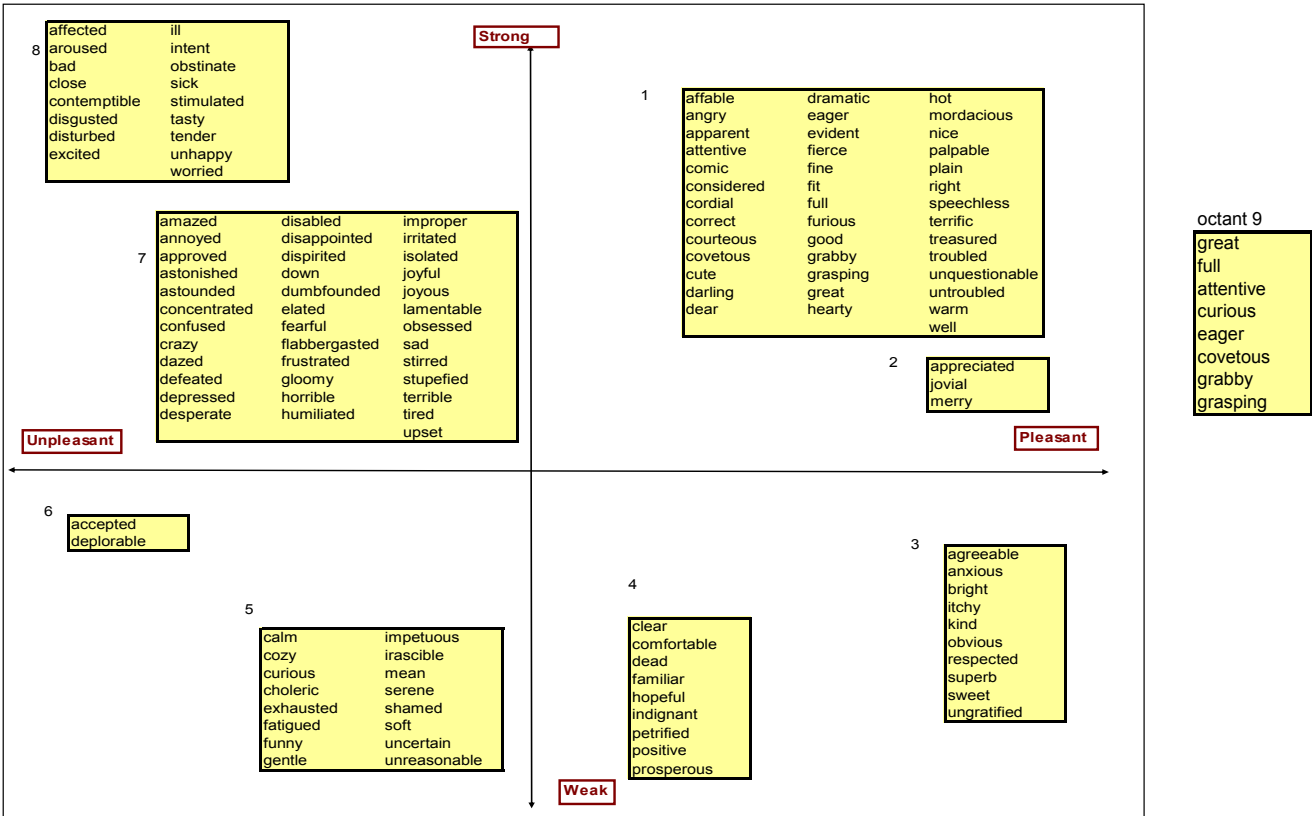 Strong
8
affected ill
aroused intent
bad obstinate
close sick
contemptible stimulated
disgusted tasty
disturbed tender
excited unhappy
worried
1
affable dramatic hot
angry eager mordacious
apparent evident nice
attentive fierce palpable
comic fine plain
considered fit right
cordial full speechless
correct furious terrific
courteous good treasured
covetous grabby troubled
cute grasping unquestionable
darling great untroubled
dear hearty warm
well
octant 9
great
full
attentive
curious
eager
covetous
grabby
grasping
7
amazed disabled improper
annoyed disappointed irritated
approved dispirited isolated
astonished down joyful
astounded dumbfounded joyous
concentrated elated lamentable
confused fearful obsessed
crazy flabbergasted sad
dazed frustrated stirred
defeated gloomy stupefied
depressed horrible terrible
desperate humiliated tired
upset
2
appreciated
jovial
merry
Unpleasant
Pleasant
6
accepted
deplorable
3
agreeable
anxious
bright
itchy
kind
obvious
respected
superb
sweet
ungratified
5
calm impetuous
cozy irascible
curious mean
choleric serene
exhausted shamed
fatigued soft
funny uncertain
gentle unreasonable
4
clear
comfortable
dead
familiar
hopeful
indignant
petrified
positive
prosperous
Weak